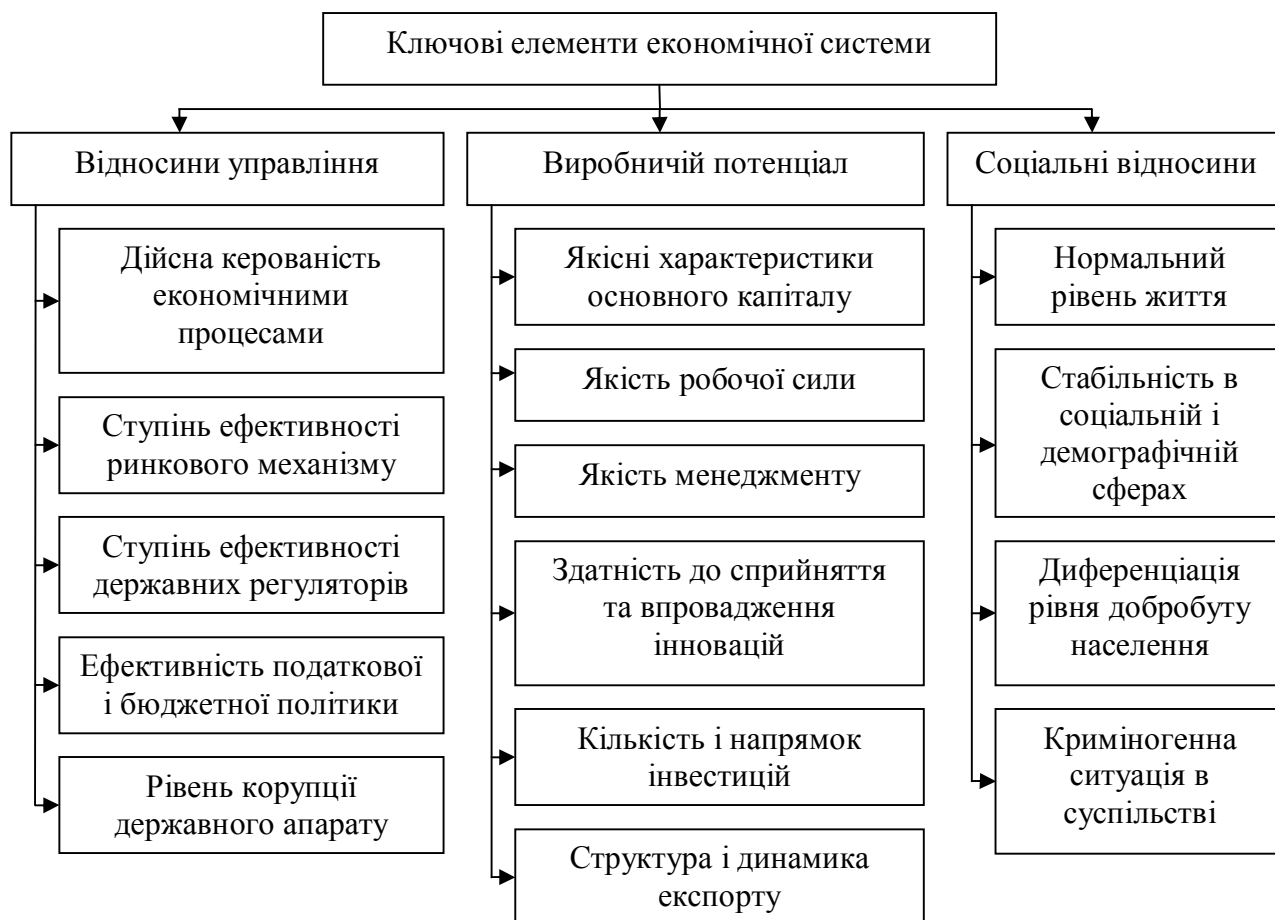 Ключові елементи економічної системи
Відносини управління
Дійсна керованість
економічними
процесами
Ступінь ефективності
ринкового механізму
Ступінь ефективності
державних регуляторів
Ефективність податкової
і бюджетної політики
Рівень корупції
державного апарату
Виробничій потенціал
Якісні характеристики
основного капіталу
Якість робочої сили
Якість менеджменту
Здатність до сприйняття
та впровадження
інновацій
Кількість і напрямок
інвестицій
Структура і динамика
експорту
Соціальні відносини
Нормальний
рівень життя
Стабільність в
соціальній і
демографічній
сферах
Диференціація
рівня добробуту
населення
Криміногенна
ситуація в
суспільстві